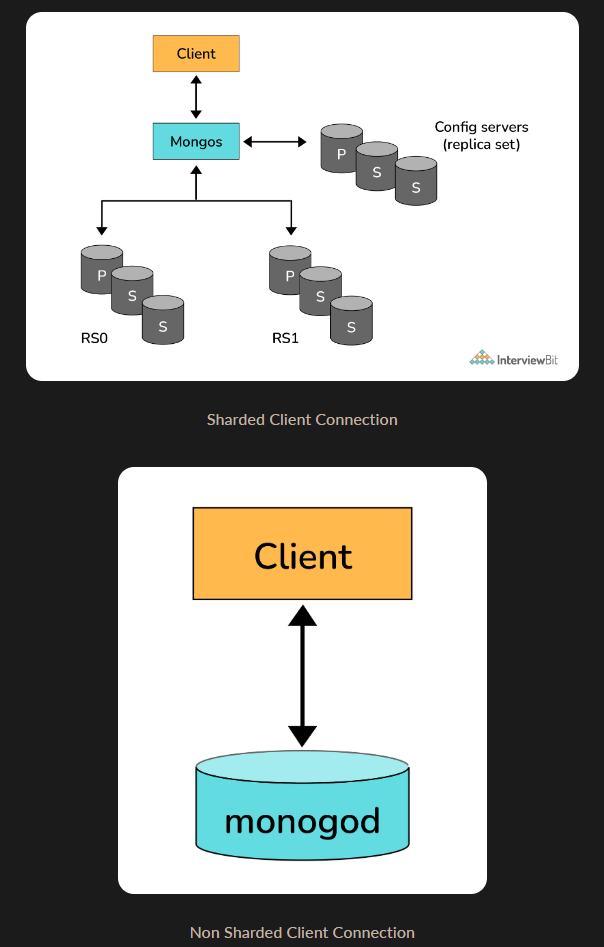 Client
Mongos
Config servers
(replica set)
P
S
S
P
S
S
RS0
P
S
S
RS1
InterviewBit
Sharded Client Connection
Client
monogod
Non Sharded Client Connection